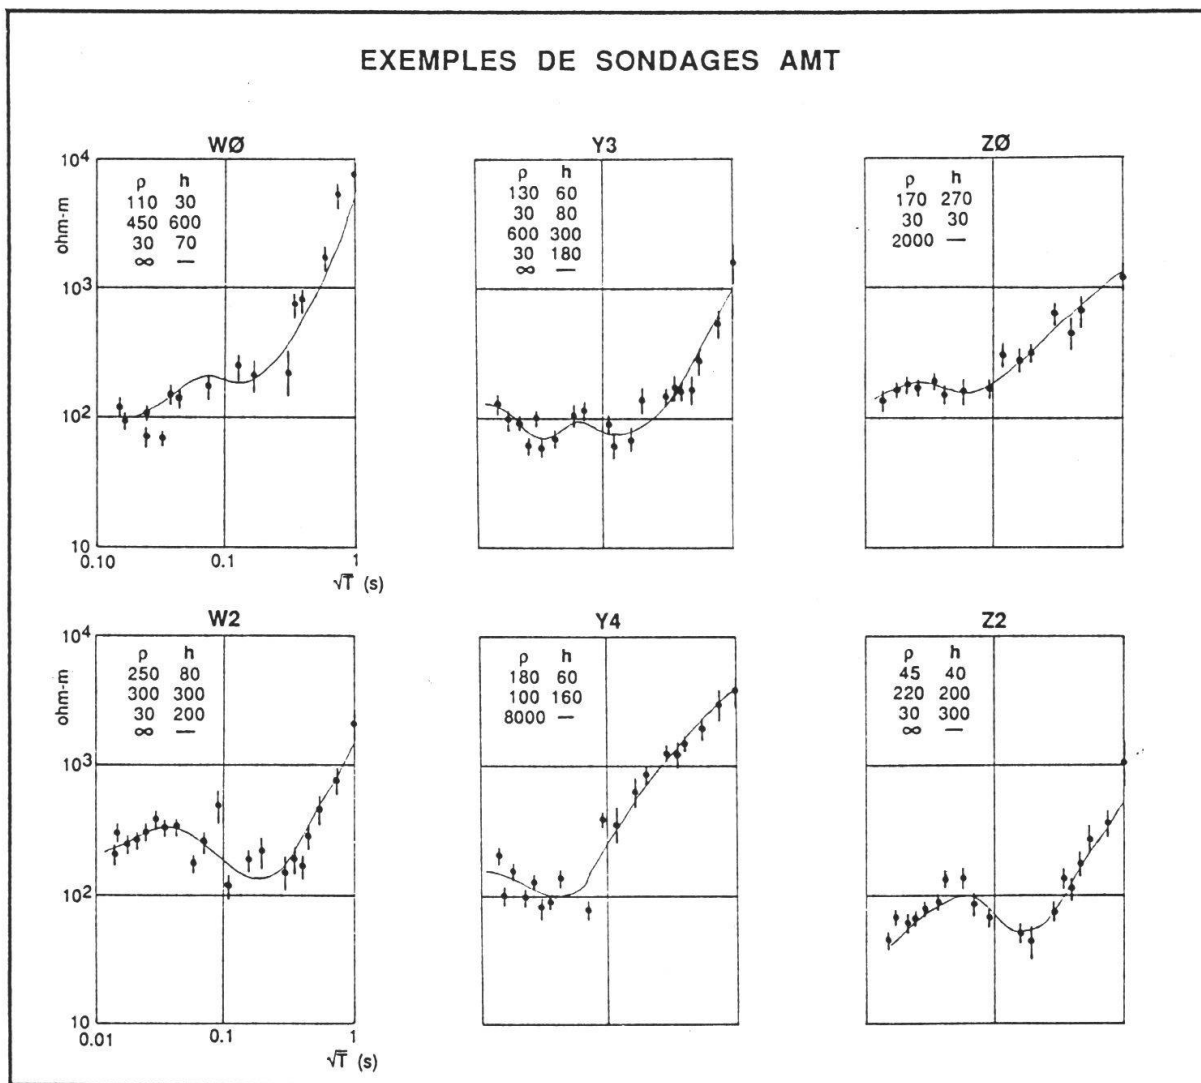 EXEMPLES DE SONDAGES AMT
WØ
10⁴
ρ h
110 30
450 600
30 70
∞ —
ohm-m
10³
10²
10
0.10 0.1 1
√T (s)
Y3
ρ h
130 60
30 80
600 300
30 180
∞ —
ZØ
ρ h
170 270
30 30
2000 —
W2
10⁴
ρ h
250 80
300 300
30 200
∞ —
ohm-m
10³
10²
10
0.01 0.1 1
√T (s)
Y4
ρ h
180 60
100 160
8000 —
Z2
ρ h
45 40
220 200
30 300
∞ —